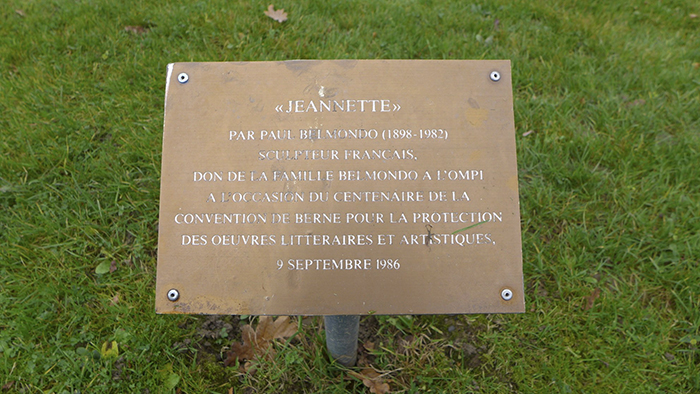 «JEANNETTE»
PAR PAUL BELMONDO (1898-1982)
SCULPTEUR FRANCAIS,
DON DE LA FAMILLE BELMONDO A L'OMPI
A L'OCCASION DU CENTENAIRE DE LA
CONVENTION DE BERNE POUR LA PROTECTION
DES OEUVRES LITTERAIRES ET ARTISTIQUES,
9 SEPTEMBRE 1986